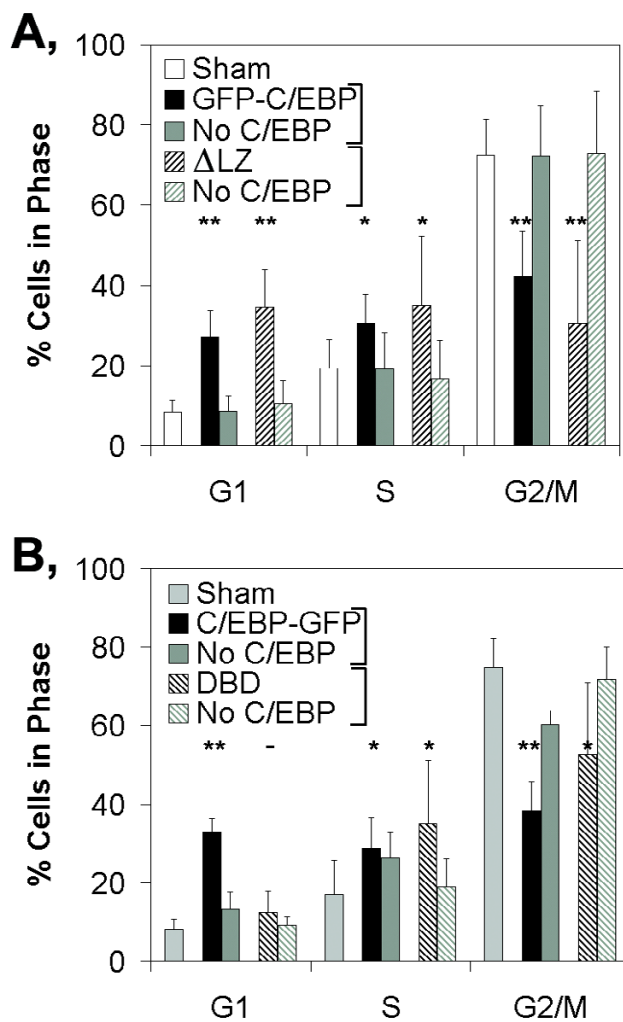 A,
100
80
60
40
20
0
% Cells in Phase
Sham
GFP-C/EBP
No C/EBP
ΔLZ
No C/EBP
** ** * * ** **
G1 S G2/M
B,
100
80
60
40
20
0
% Cells in Phase
Sham
C/EBP-GFP
No C/EBP
DBD
No C/EBP
** - * * ** *
G1 S G2/M